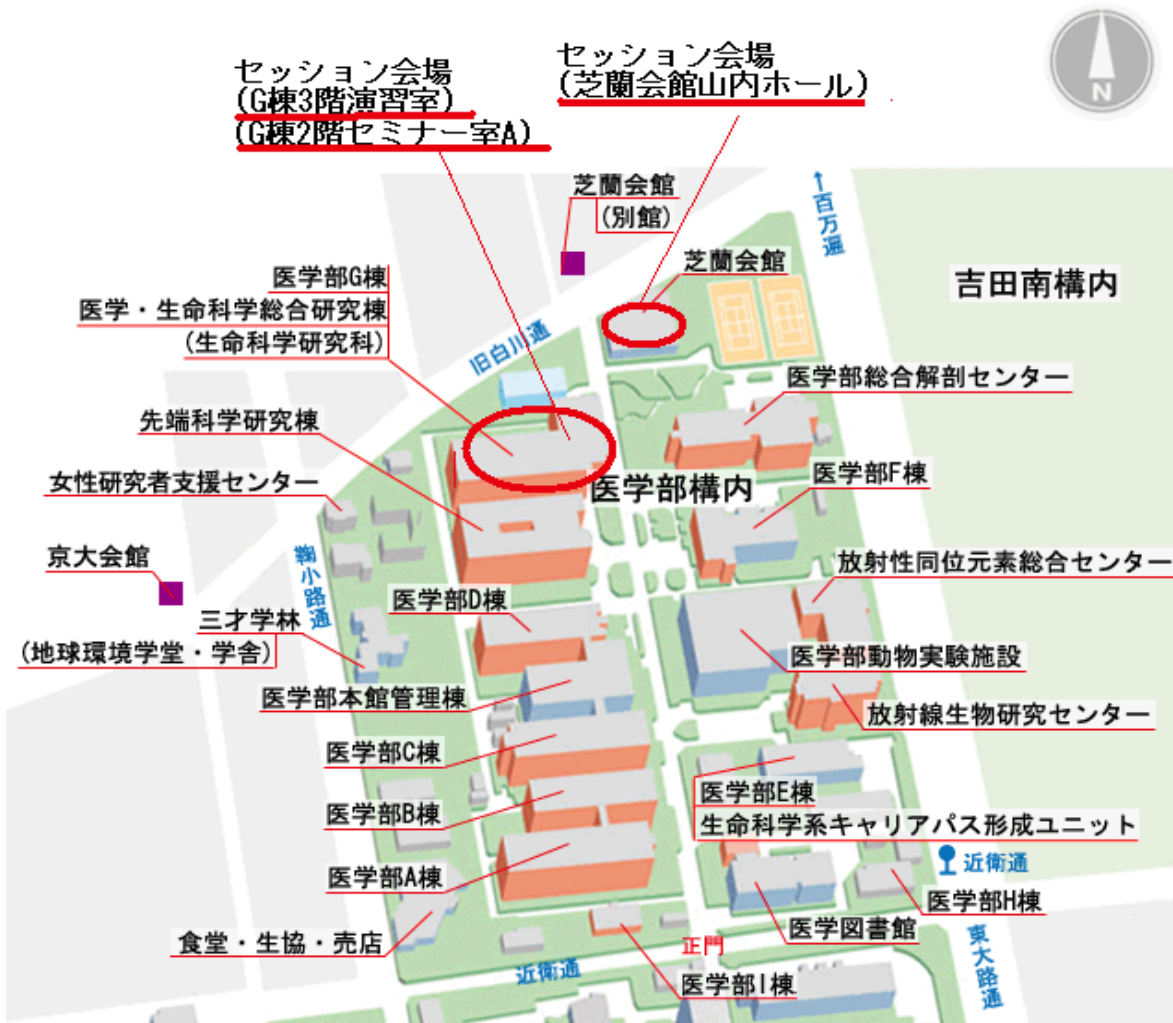 セッション会場
(G棟3階演習室)
(G棟2階セミナー室A)
セッション会場
(芝蘭会館山内ホール)
N
芝蘭会館
(別館)
↑百万遍
芝蘭会館
吉田南構内
医学部G棟
医学・生命科学総合研究棟
(生命科学研究科)
旧白川通
医学部総合解剖センター
先端科学研究棟
女性研究者支援センター
医学部構内
医学部F棟
京大会館
鞠小路通
放射性同位元素総合センター
医学部D棟
三才学林
(地球環境学堂・学舎)
医学部動物実験施設
医学部本館管理棟
放射線生物研究センター
医学部C棟
医学部E棟
生命科学系キャリアパス形成ユニット
医学部B棟
近衛通
医学部A棟
医学部H棟
医学図書館
食堂・生協・売店
正門
近衛通
医学部I棟
東大路通